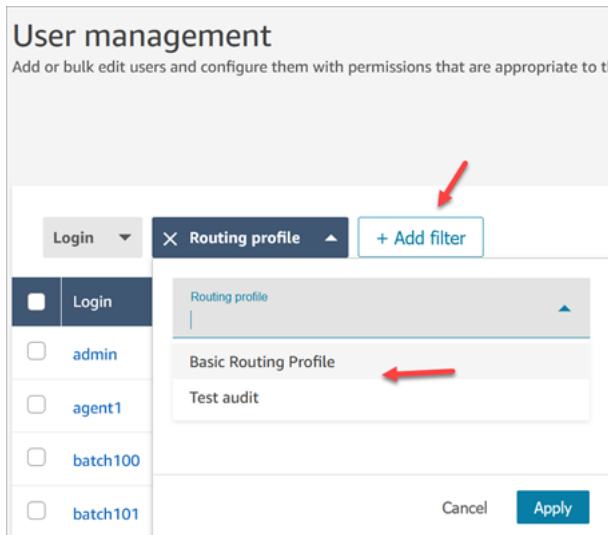 User management
Add or bulk edit users and configure them with permissions that are appropriate to
Login
Routing profile
+ Add filter
Login
Routing profile
admin
Basic Routing Profile
agent1
Test audit
batch100
batch101
Cancel
Apply